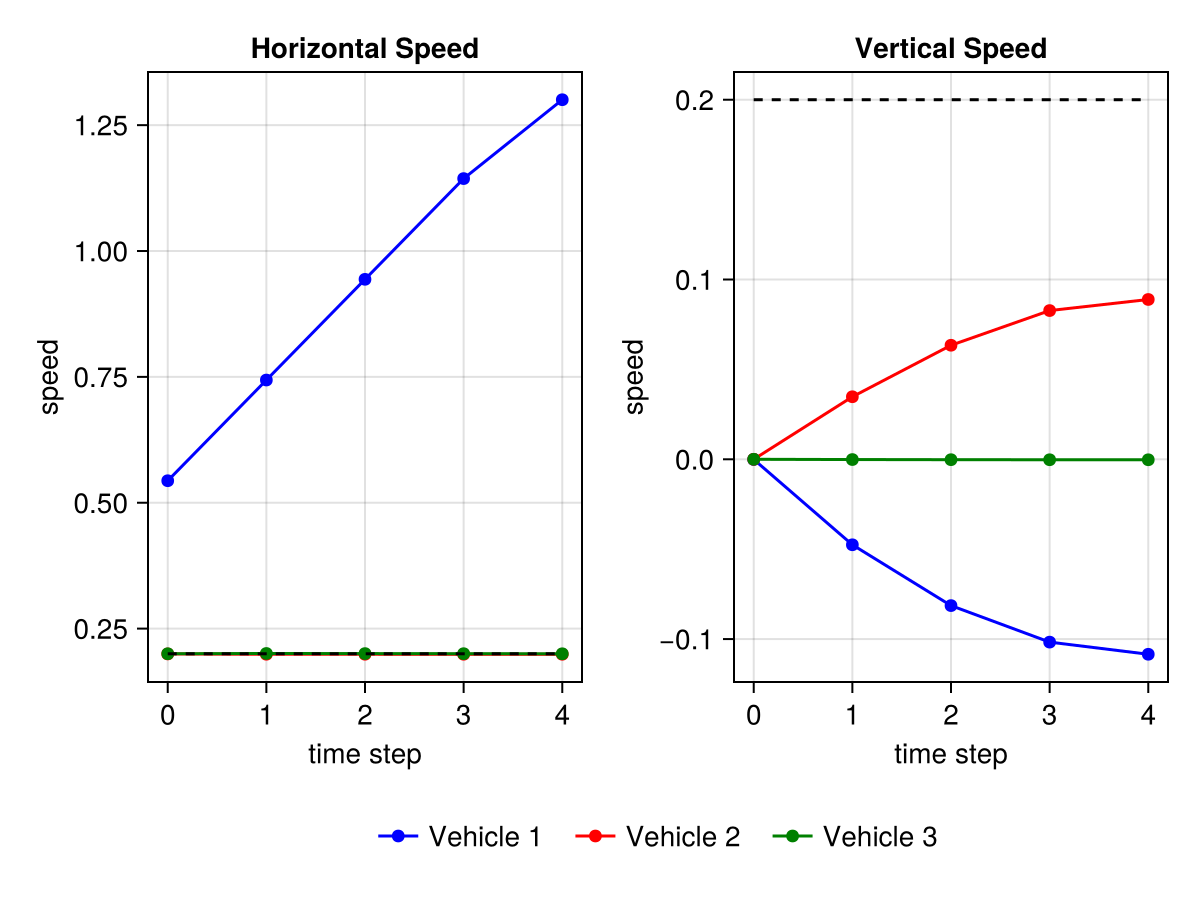 Horizontal Speed
1.25
1.00
0.75
0.50
0.25
speed
0 1 2 3 4
time step
Vertical Speed
0.2
0.1
0.0
−0.1
speed
0 1 2 3 4
time step
Vehicle 1 Vehicle 2 Vehicle 3